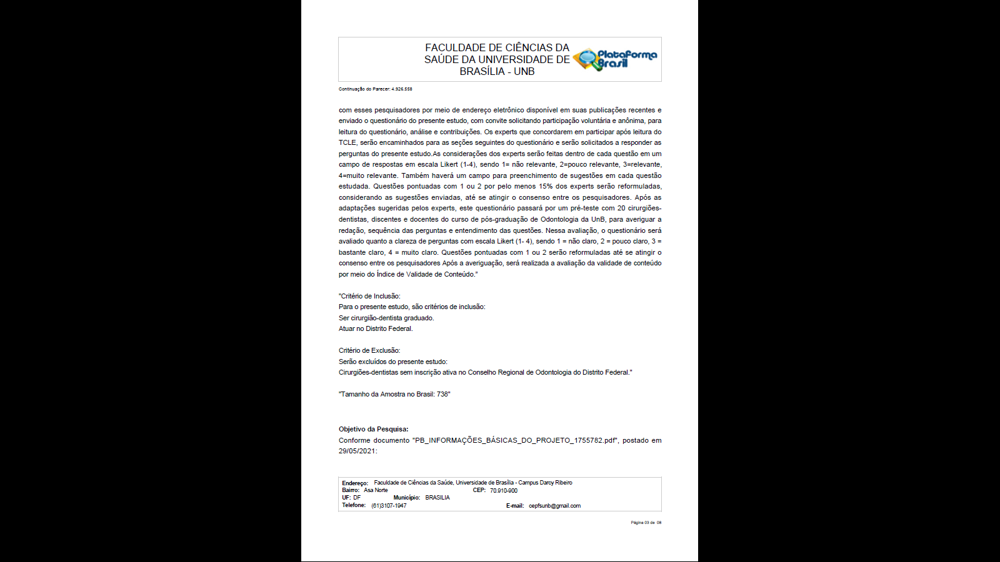 FACULDADE DE CIÊNCIAS DA
SAÚDE DA UNIVERSIDADE DE
BRASÍLIA - UNB
PlataForma
Brasil
Continuação do Parecer: 4.926.558
com esses pesquisadores por meio de endereço eletrônico disponível em suas publicações recentes e
enviado o questionário do presente estudo, com convite solicitando participação voluntária e anônima, para
leitura do questionário, análise e contribuições. Os experts que concordarem em participar após leitura do
TCLE, serão encaminhados para as seções seguintes do questionário e serão solicitados a responder as
perguntas do presente estudo.As considerações dos experts serão feitas dentro de cada questão em um
campo de respostas em escala Likert (1-4), sendo 1= não relevante, 2=pouco relevante, 3=relevante,
4=muito relevante. Também haverá um campo para preenchimento de sugestões em cada questão
estudada. Questões pontuadas com 1 ou 2 por pelo menos 15% dos experts serão reformuladas,
considerando as sugestões enviadas, até se atingir o consenso entre os pesquisadores. Após as
adaptações sugeridas pelos experts, este questionário passará por um pré-teste com 20 cirurgiões-
dentistas, discentes e docentes do curso de pós-graduação de Odontologia da UnB, para averiguar a
redação, sequência das perguntas e entendimento das questões. Nessa avaliação, o questionário será
avaliado quanto a clareza de perguntas com escala Likert (1- 4), sendo 1 = não claro, 2 = pouco claro, 3 =
bastante claro, 4 = muito claro. Questões pontuadas com 1 ou 2 serão reformuladas até se atingir o
consenso entre os pesquisadores Após a averiguação, será realizada a avaliação da validade de conteúdo
por meio do Índice de Validade de Conteúdo."
"Critério de Inclusão:
Para o presente estudo, são critérios de inclusão:
Ser cirurgião-dentista graduado.
Atuar no Distrito Federal.
Critério de Exclusão:
Serão excluídos do presente estudo:
Cirurgiões-dentistas sem inscrição ativa no Conselho Regional de Odontologia do Distrito Federal."
"Tamanho da Amostra no Brasil: 738"
Objetivo da Pesquisa:
Conforme documento "PB_INFORMAÇÕES_BÁSICAS_DO_PROJETO_1755782.pdf", postado em
29/05/2021:
Endereço: Faculdade de Ciências da Saúde, Universidade de Brasília - Campus Darcy Ribeiro
Bairro: Asa Norte CEP: 70.910-900
UF: DF Município: BRASILIA
Telefone: (61)3107-1947 E-mail: cepfsunb@gmail.com
Página 03 de 08